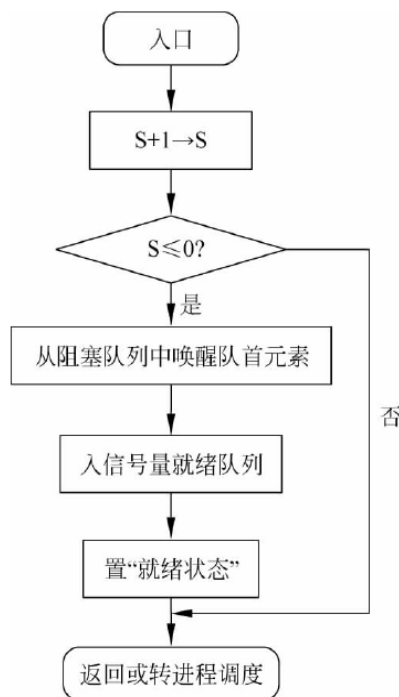 入口
S+1→S
S≤0?
是
从阻塞队列中唤醒队首元素
否
入信号量就绪队列
置“就绪状态”
返回或转进程调度